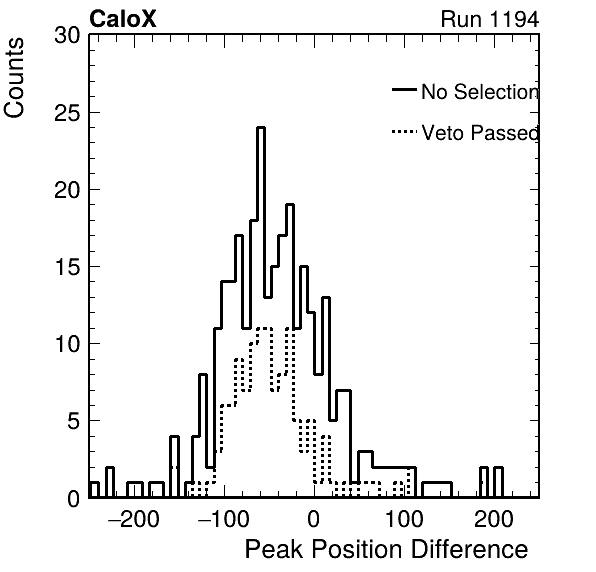 CaloX Run 1194
Counts
30
25
20
15
10
5
0
No Selection
Veto Passed
−200 −100 0 100 200
Peak Position Difference